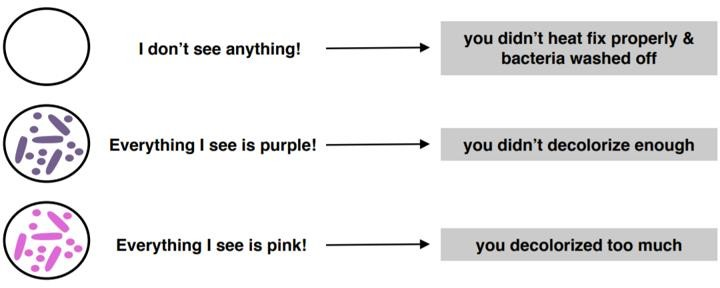 I don't see anything!
you didn't heat fix properly &
bacteria washed off
Everything I see is purple!
you didn't decolorize enough
Everything I see is pink!
you decolorized too much